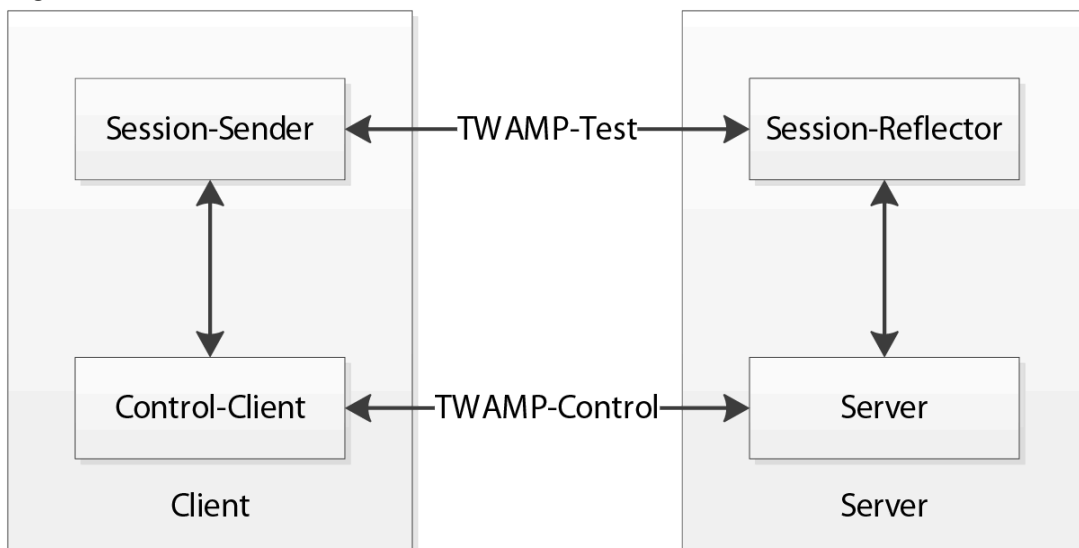 Session-Sender
TWAMP-Test
Session-Reflector
Control-Client
TWAMP-Control
Server
Client
Server